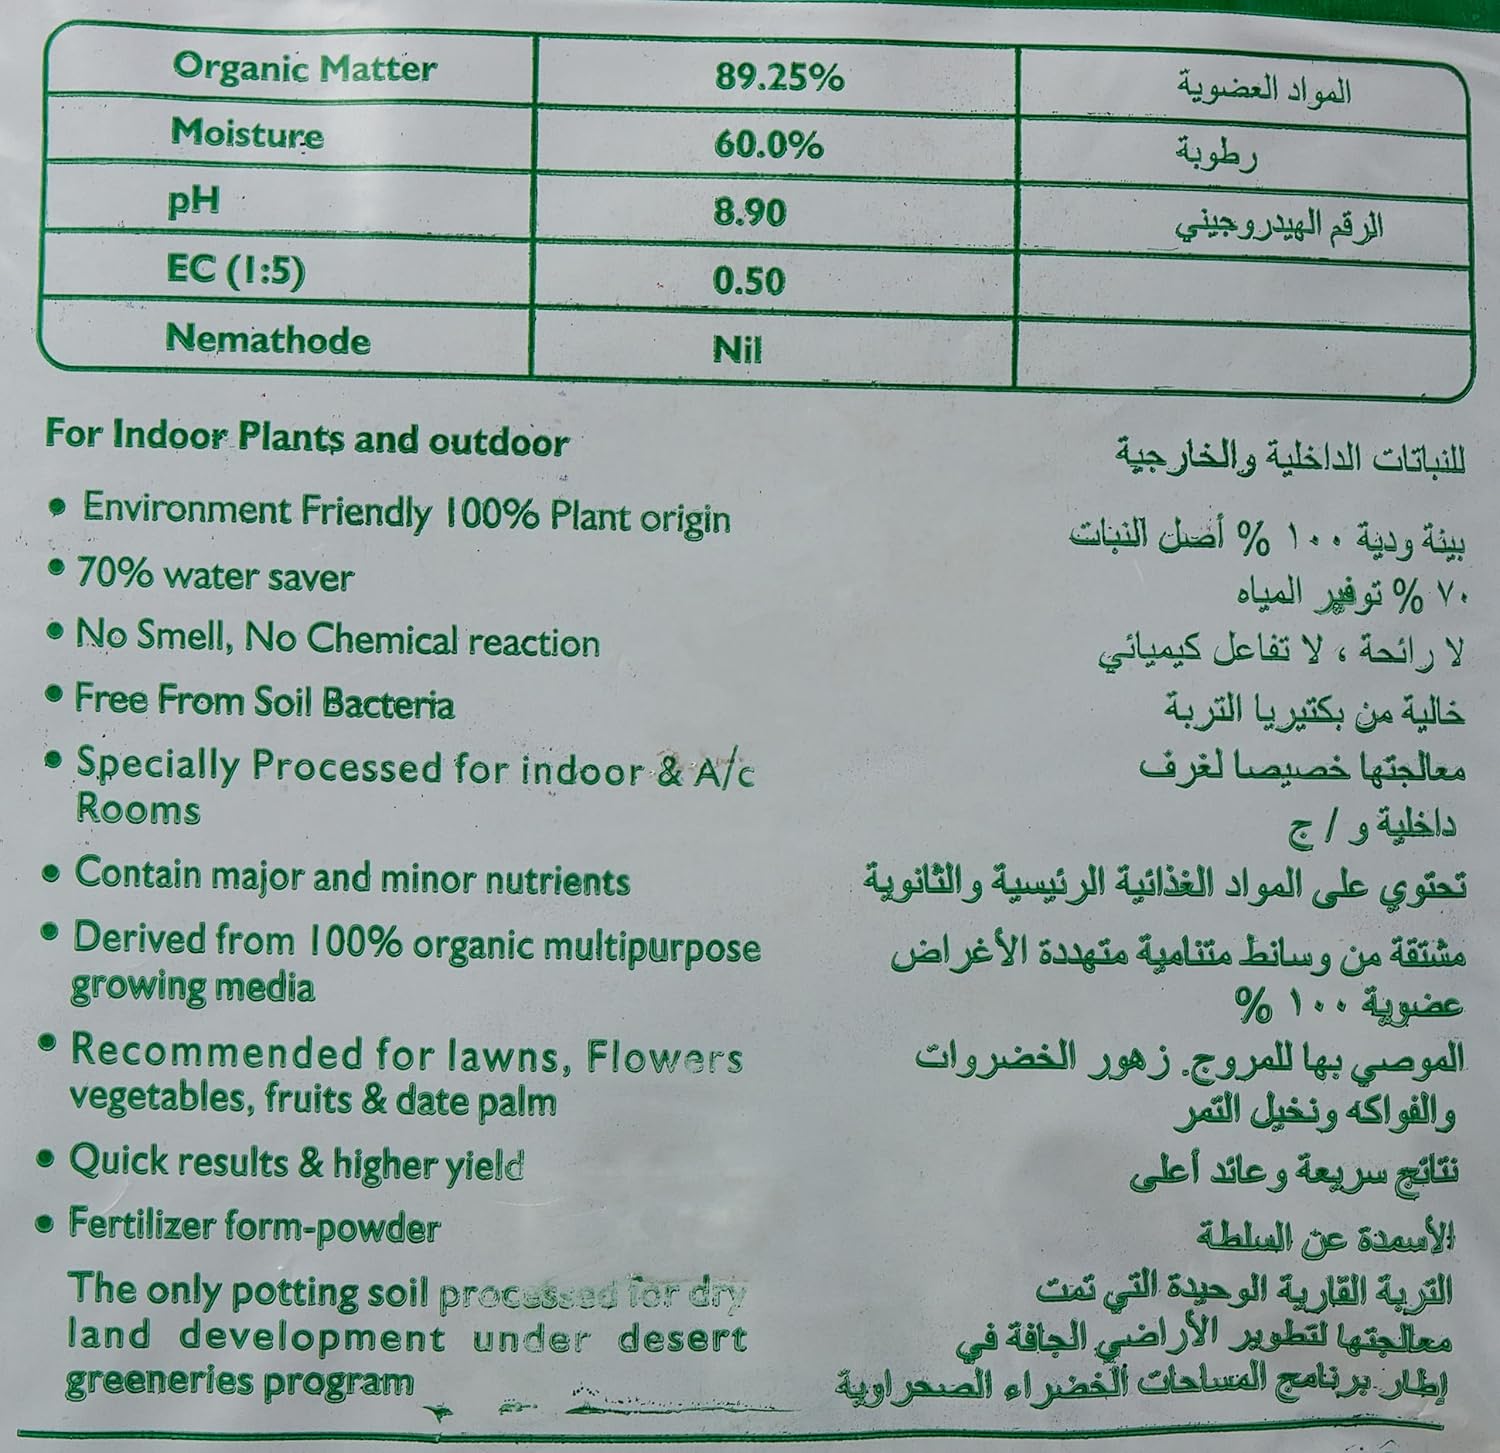 Organic Matter 89.25% المواد العضوية
Moisture 60.0% رطوبة
pH 8.90 الرقم الهيدروجيني
EC (1:5) 0.50
Nemathode Nil
For Indoor Plants and outdoor
• Environment Friendly 100% Plant origin
• 70% water saver
• No Smell, No Chemical reaction
• Free From Soil Bacteria
• Specially Processed for indoor & A/c
Rooms
• Contain major and minor nutrients
• Derived from 100% organic multipurpose
growing media
• Recommended for lawns, Flowers
vegetables, fruits & date palm
• Quick results & higher yield
• Fertilizer form-powder
The only potting soil processed for dry
land development under desert
greeneries program
للنباتات الداخلية والخارجية
بيئة ودية ١٠٠ % أصل النبات
٧٠ % توفير المياه
لا رائحة ، لا تفاعل كيميائي
خالية من بكتيريا التربة
معالجتها خصيصا لغرف
داخلية و / ج
تحتوي على المواد الغذائية الرئيسية والثانوية
مشتقة من وسائط متنامية متهددة الأغراض
عضوية ١٠٠ %
الموصي بها للمروج. زهور الخضروات
والفواكه ونخيل التمر
نتائج سريعة وعائد أعلى
الأسمدة عن السلطة
التربة القارية الوحيدة التي تمت
معالجتها لتطوير الأراضي الجافة في
إطار برنامج المساحات الخضراء الصحراوية